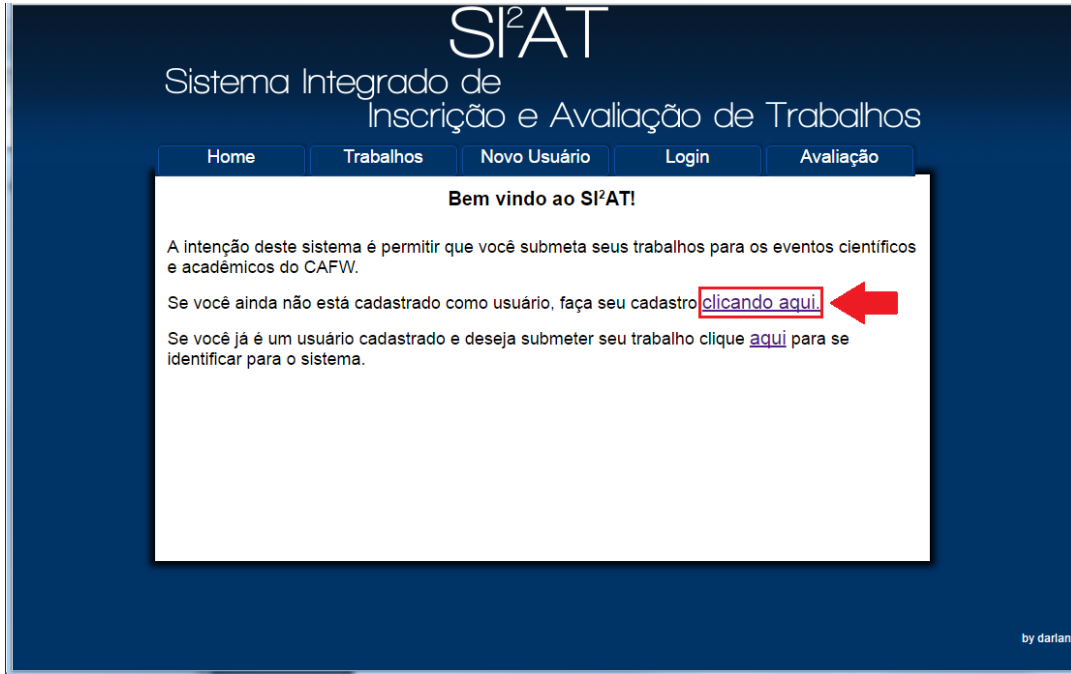 SI²AT
Sistema Integrado de
Inscrição e Avaliação de Trabalhos
Home Trabalhos Novo Usuário Login Avaliação
Bem vindo ao SI²AT!
A intenção deste sistema é permitir que você submeta seus trabalhos para os eventos científicos
e acadêmicos do CAFW.
Se você ainda não está cadastrado como usuário, faça seu cadastro clicando aqui.
Se você já é um usuário cadastrado e deseja submeter seu trabalho clique aqui para se
identificar para o sistema.
by darlan